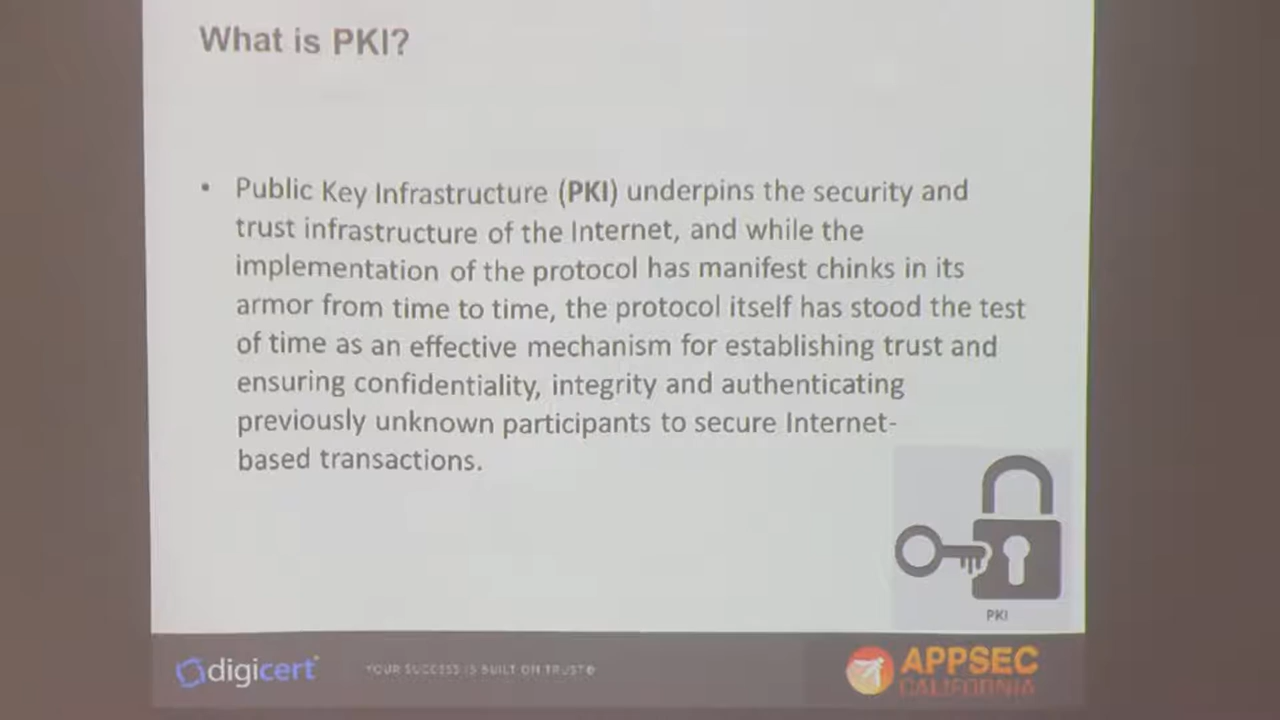 What is PKI?
• Public Key Infrastructure (PKI) underpins the security and
trust infrastructure of the Internet, and while the
implementation of the protocol has manifest chinks in its
armor from time to time, the protocol itself has stood the test
of time as an effective mechanism for establishing trust and
ensuring confidentiality, integrity and authenticating
previously unknown participants to secure Internet-
based transactions.
PKI
digicert
YOUR SUCCESS IS BUILT ON TRUST®
APPSEC
CALIFORNIA